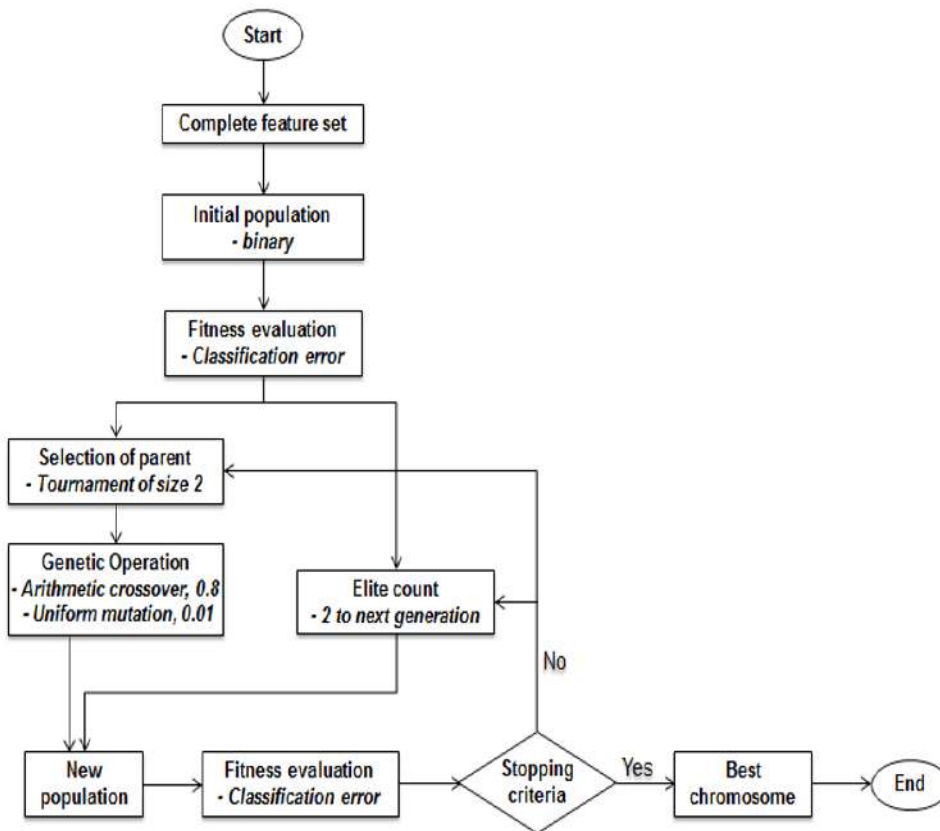 Start
Complete feature set
Initial population
- binary
Fitness evaluation
- Classification error
Selection of parent
- Tournament of size 2
Genetic Operation
- Arithmetic crossover, 0.8
- Uniform mutation, 0.01
Elite count
- 2 to next generation
No
New
population
Fitness evaluation
- Classification error
Stopping
criteria
Yes
Best
chromosome
End